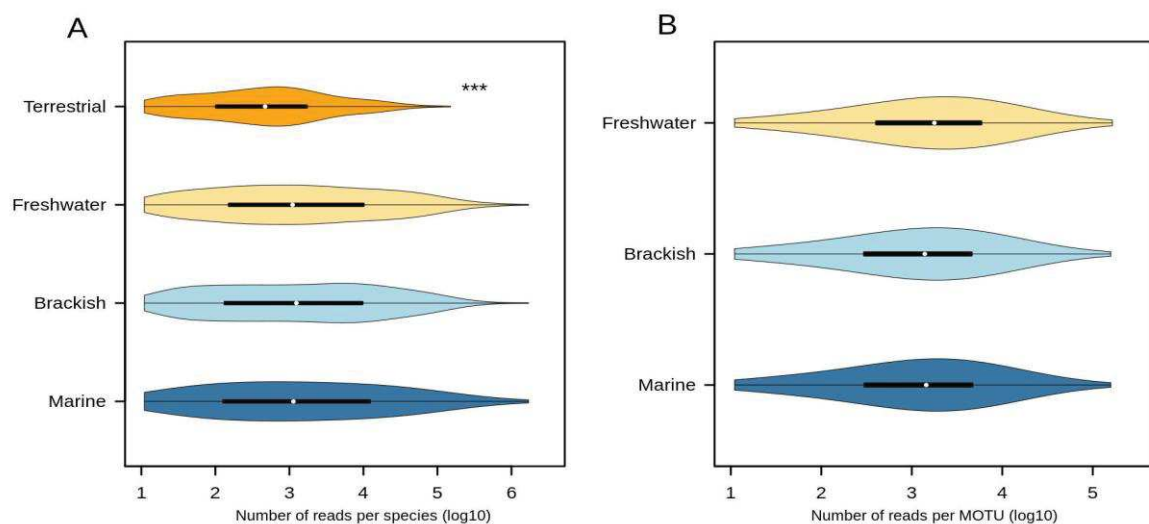 A
Terrestrial
***
Freshwater
Brackish
Marine
1 2 3 4 5 6
Number of reads per species (log10)
B
Freshwater
Brackish
Marine
1 2 3 4 5
Number of reads per MOTU (log10)